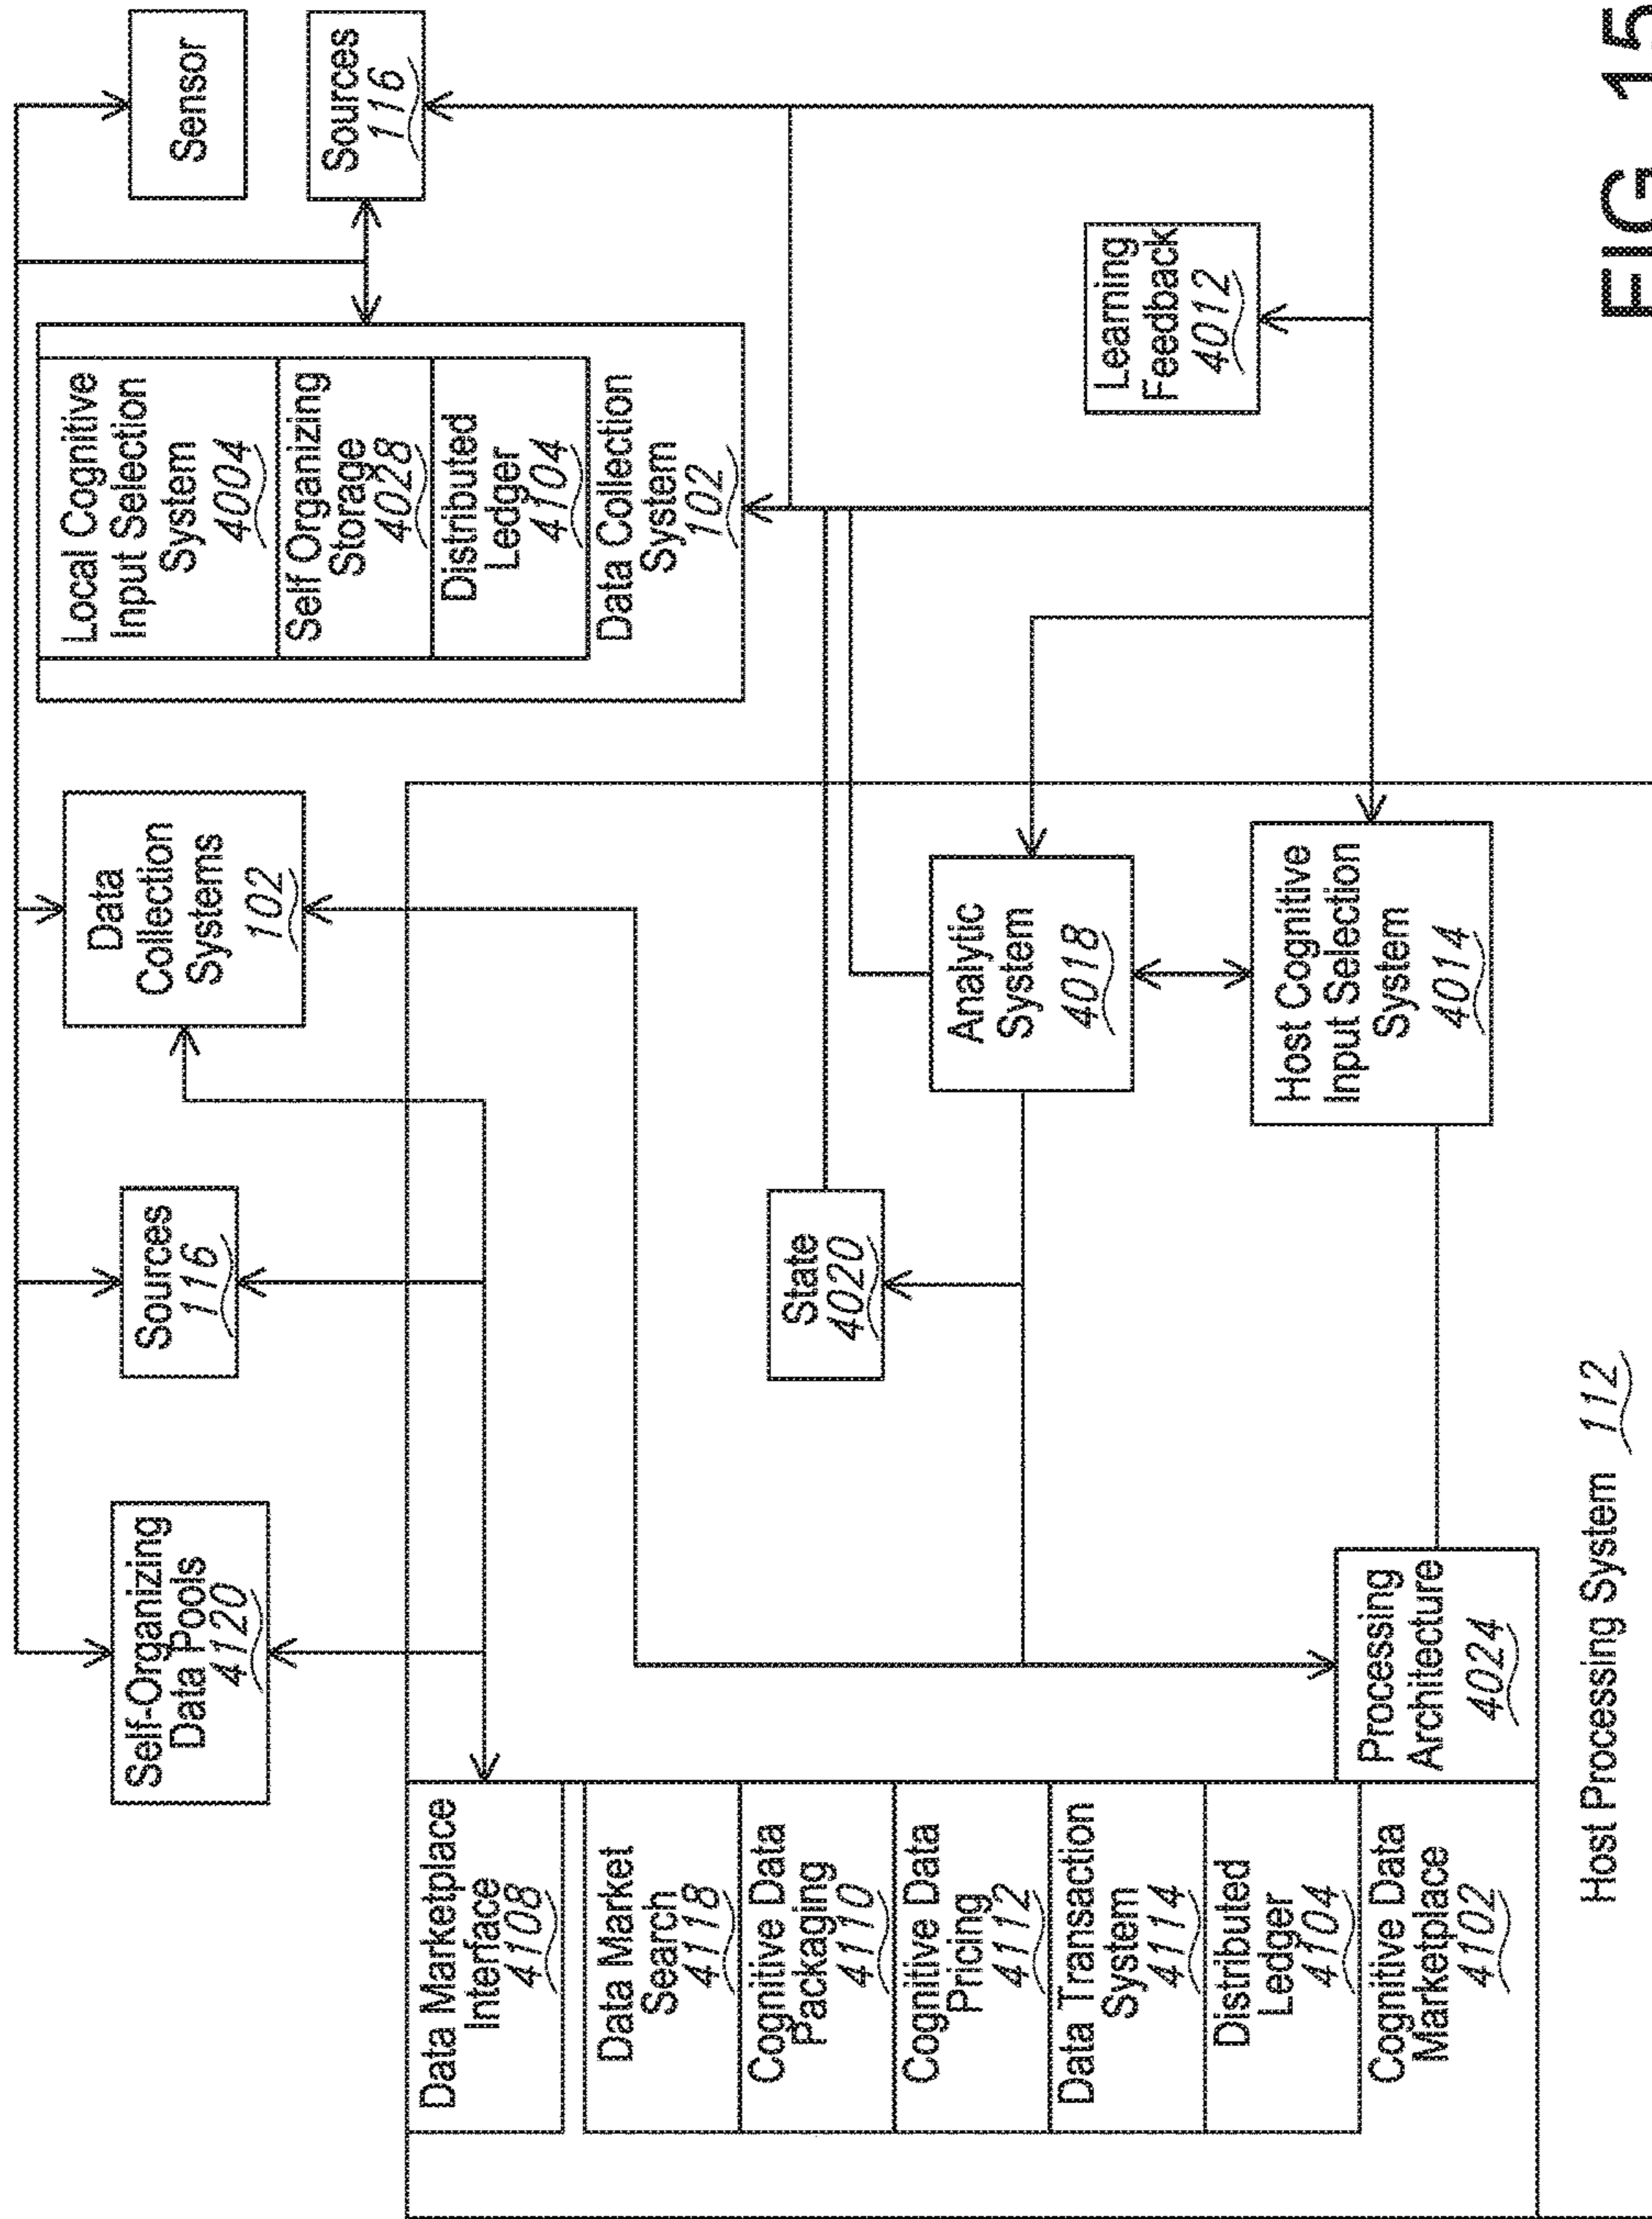 Self-Organizing
Data Pools
4120
Sources
116
Data
Collection
Systems
102
Local Cognitive
Input Selection
System
4004
Self Organizing
Storage
4028
Distributed
Ledger
4104
Data Collection
System
102
Sensor
Sources
116
Data Marketplace
Interface
4108
Data Market
Search
4118
Cognitive Data
Packaging
4110
Cognitive Data
Pricing
4112
Data Transaction
System
4114
Distributed
Ledger
4104
Cognitive Data
Marketplace
4102
State
4020
Analytic
System
4018
Learning
Feedback
4012
Processing
Architecture
4024
Host Cognitive
Input Selection
System
4014
Host Processing System 112
FIG 15